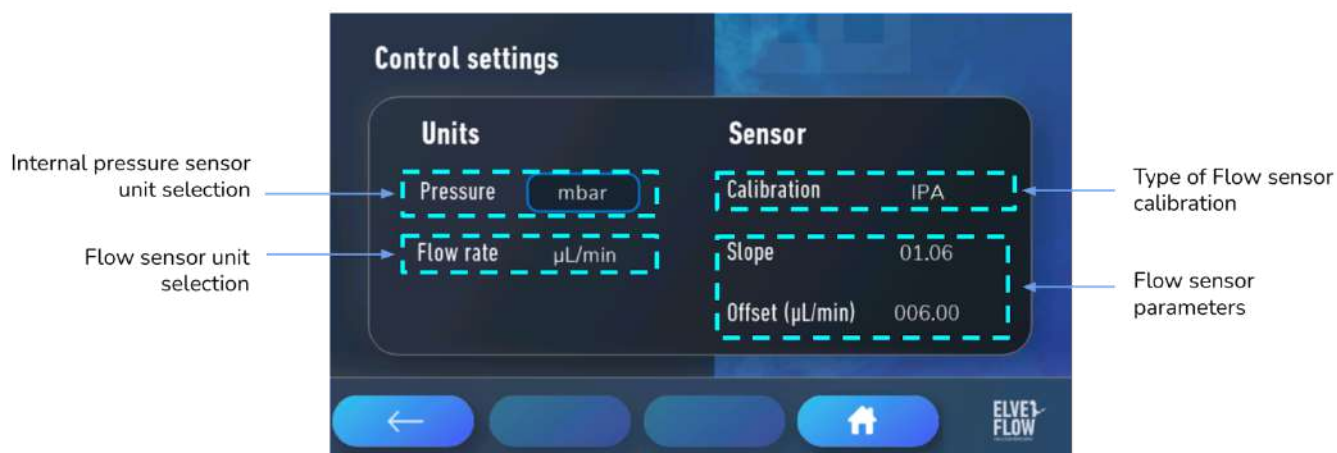 Control settings
Units
Sensor
Internal pressure sensor
unit selection
Pressure mbar
Calibration IPA
Type of Flow sensor
calibration
Flow sensor unit
selection
Flow rate µL/min
Slope 01.06
Offset (µL/min) 006.00
Flow sensor
parameters
ELVE
FLOW